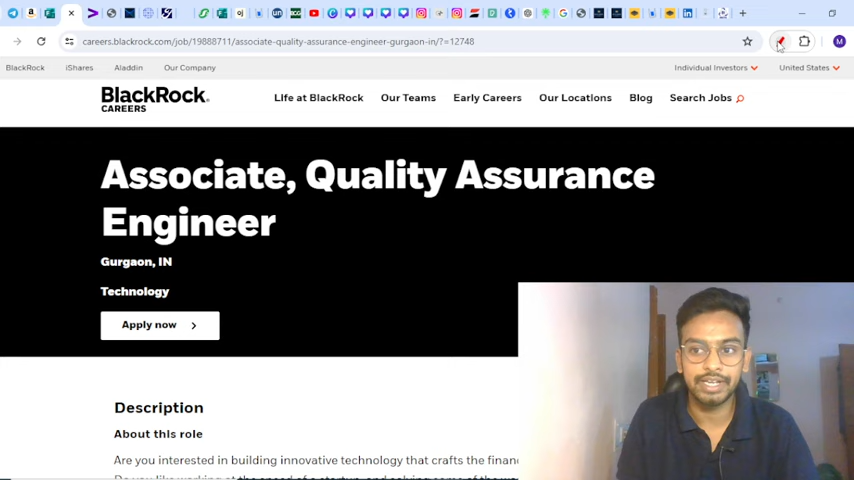 careers.blackrock.com/job/19888711/associate-quality-assurance-engineer-gurgaon-in/?=12748
M
BlackRock iShares Aladdin Our Company Individual Investors United States
BlackRock.
CAREERS
Life at BlackRock Our Teams Early Careers Our Locations Blog Search Jobs
Associate, Quality Assurance
Engineer
Gurgaon, IN
Technology
Apply now
Description
About this role
Are you interested in building innovative technology that crafts the financ